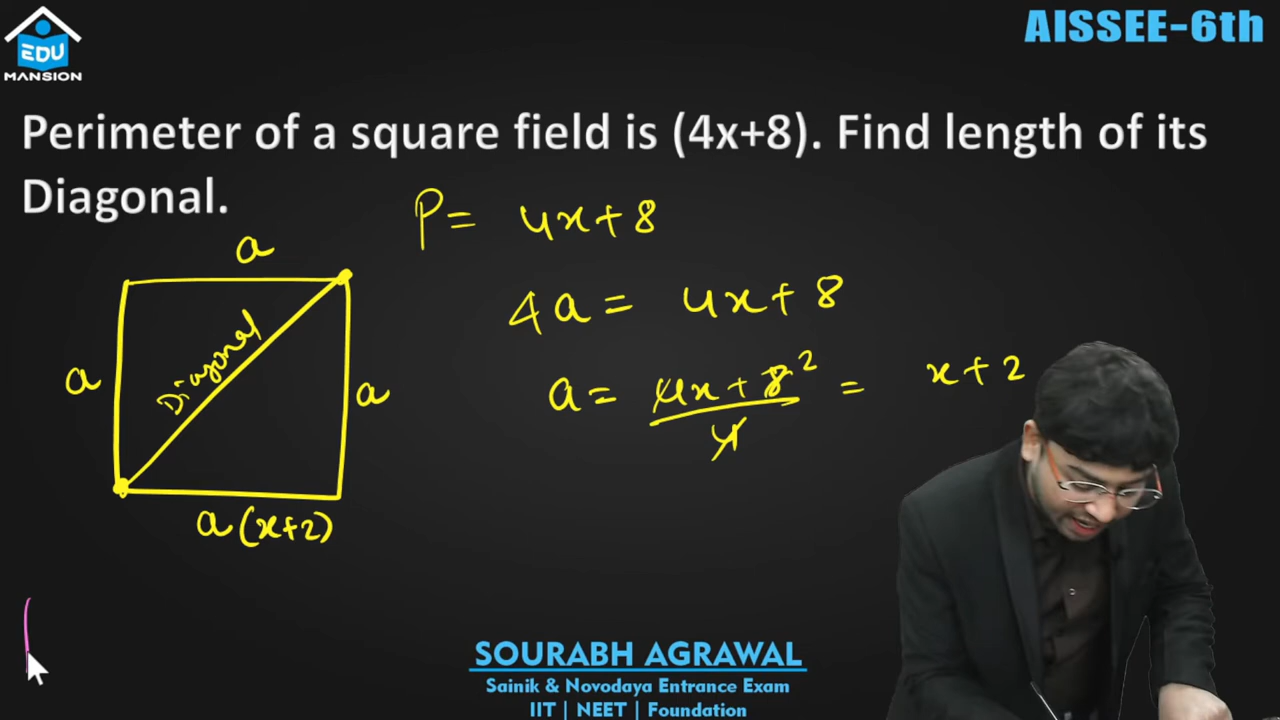 EDU
MANSION
AISSEE-6th
Perimeter of a square field is (4x+8). Find length of its
Diagonal.
P= 4x+8
a
4a = 4x+8
Diagonal
a
a
a = 4x+8 2 = x+2
4
a (x+2)
SOURABH AGRAWAL
Sainik & Novodaya Entrance Exam
IIT | NEET | Foundation